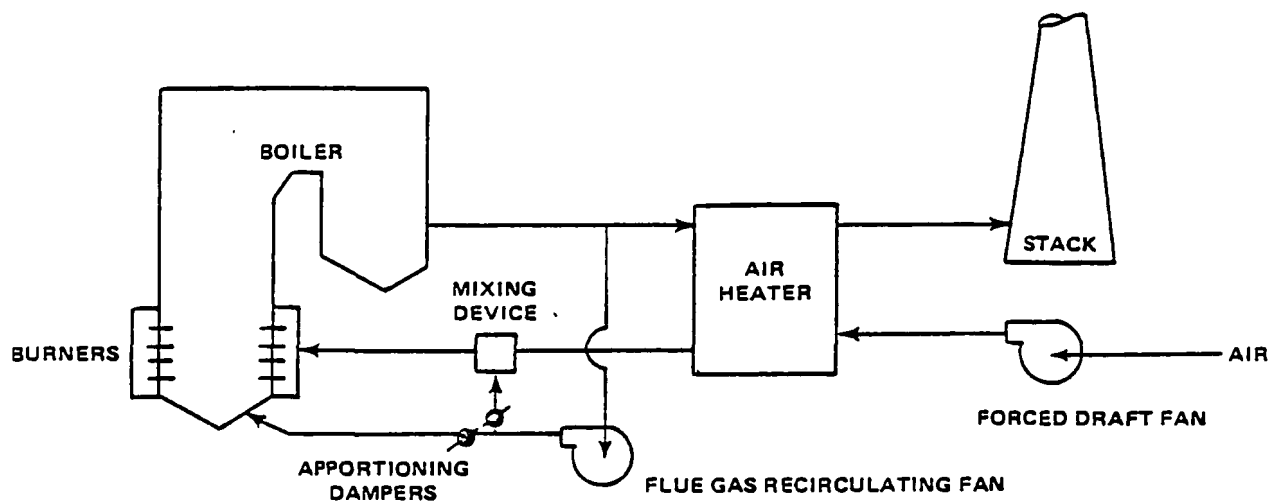 BOILER
STACK
AIR
HEATER
MIXING
DEVICE
BURNERS
AIR
FORCED DRAFT FAN
APPORTIONING
DAMPERS
FLUE GAS RECIRCULATING FAN